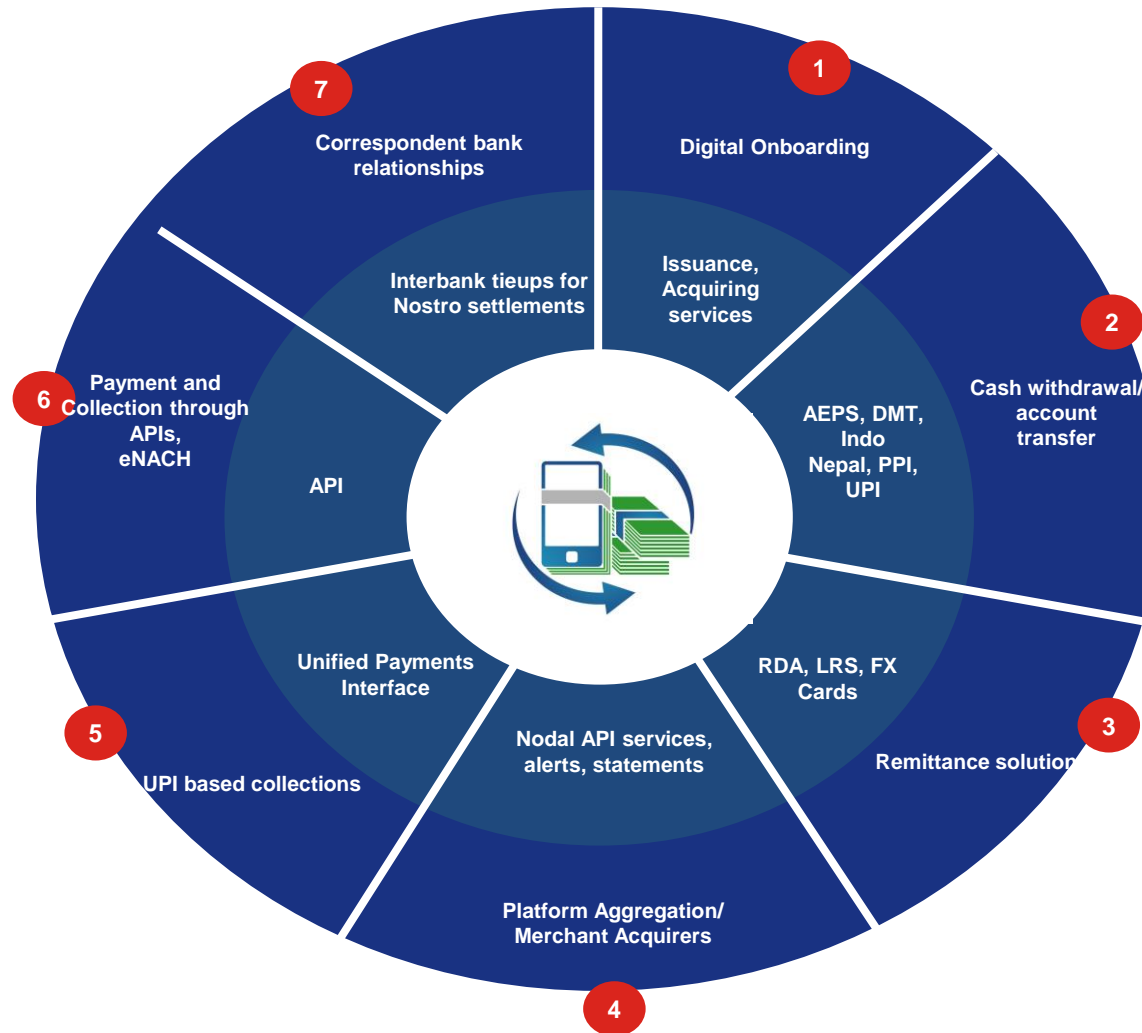 1
Digital Onboarding
Issuance,
Acquiring
services
2
Cash withdrawal/
account
transfer
AEPS, DMT,
Indo
Nepal, PPI,
UPI
3
Remittance solution
RDA, LRS, FX
Cards
4
Platform Aggregation/
Merchant Acquirers
Nodal API services,
alerts, statements
5
UPI based collections
Unified Payments
Interface
6
Payment and
Collection through
APIs,
eNACH
API
7
Correspondent bank
relationships
Interbank tieups for
Nostro settlements